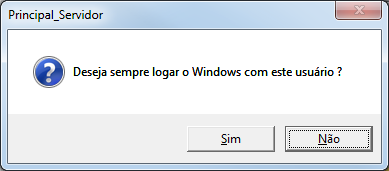 Principal_Servidor
Deseja sempre logar o Windows com este usuário ?
Sim
Não